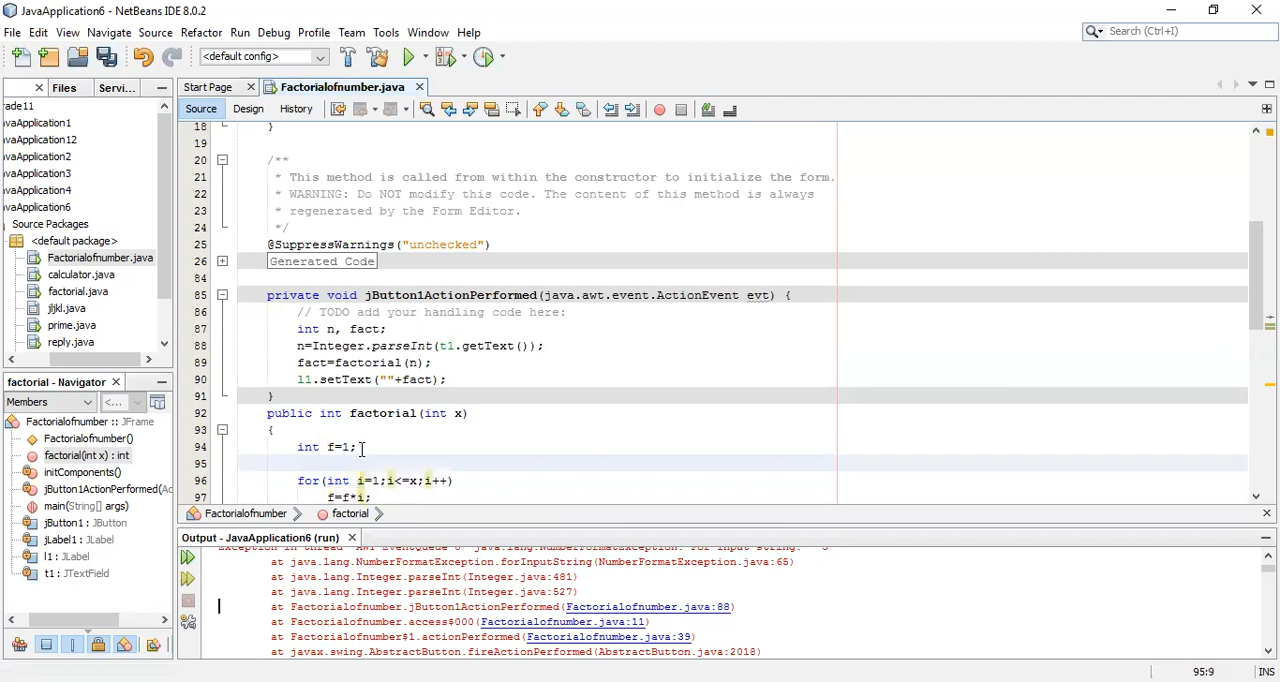 JavaApplication6 - NetBeans IDE 8.0.2
File Edit View Navigate Source Refactor Run Debug Profile Team Tools Window Help
Search (Ctrl+I)
<default config>
Files Servi...
Start Page Factorialofnumber.java
Source Design History
rade11
avaApplication1
avaApplication12
avaApplication2
avaApplication3
avaApplication4
avaApplication6
Source Packages
<default package>
Factorialofnumber.java
calculator.java
factorial.java
jljkl.java
prime.java
reply.java
18 }
19
20 /**
21 * This method is called from within the constructor to initialize the form.
22 * WARNING: Do NOT modify this code. The content of this method is always
23 * regenerated by the Form Editor.
24 */
25 @SuppressWarnings("unchecked")
26 Generated Code
84
85 private void jButton1ActionPerformed(java.awt.event.ActionEvent evt) {
86 // TODO add your handling code here:
87 int n, fact;
88 n=Integer.parseInt(t1.getText());
89 fact=factorial(n);
90 l1.setText(""+fact);
91 }
92 public int factorial(int x)
93 {
94 int f=1;
95
96 for(int i=1;i<=x;i++)
97 f=f*i;
Factorialofnumber factorial
factorial - Navigator
Members <...
Factorialofnumber :: JFrame
Factorialofnumber()
factorial(int x) : int
initComponents()
jButton1ActionPerformed(Ac
main(String[] args)
jButton1 : JButton
jLabel1 : JLabel
l1 : JLabel
t1 : JTextField
Output - JavaApplication6 (run)
at java.lang.NumberFormatException.forInputString(NumberFormatException.java:65)
at java.lang.Integer.parseInt(Integer.java:481)
at java.lang.Integer.parseInt(Integer.java:527)
at Factorialofnumber.jButton1ActionPerformed(Factorialofnumber.java:88)
at Factorialofnumber.access$000(Factorialofnumber.java:11)
at Factorialofnumber$1.actionPerformed(Factorialofnumber.java:39)
at javax.swing.AbstractButton.fireActionPerformed(AbstractButton.java:2018)
95:9 INS